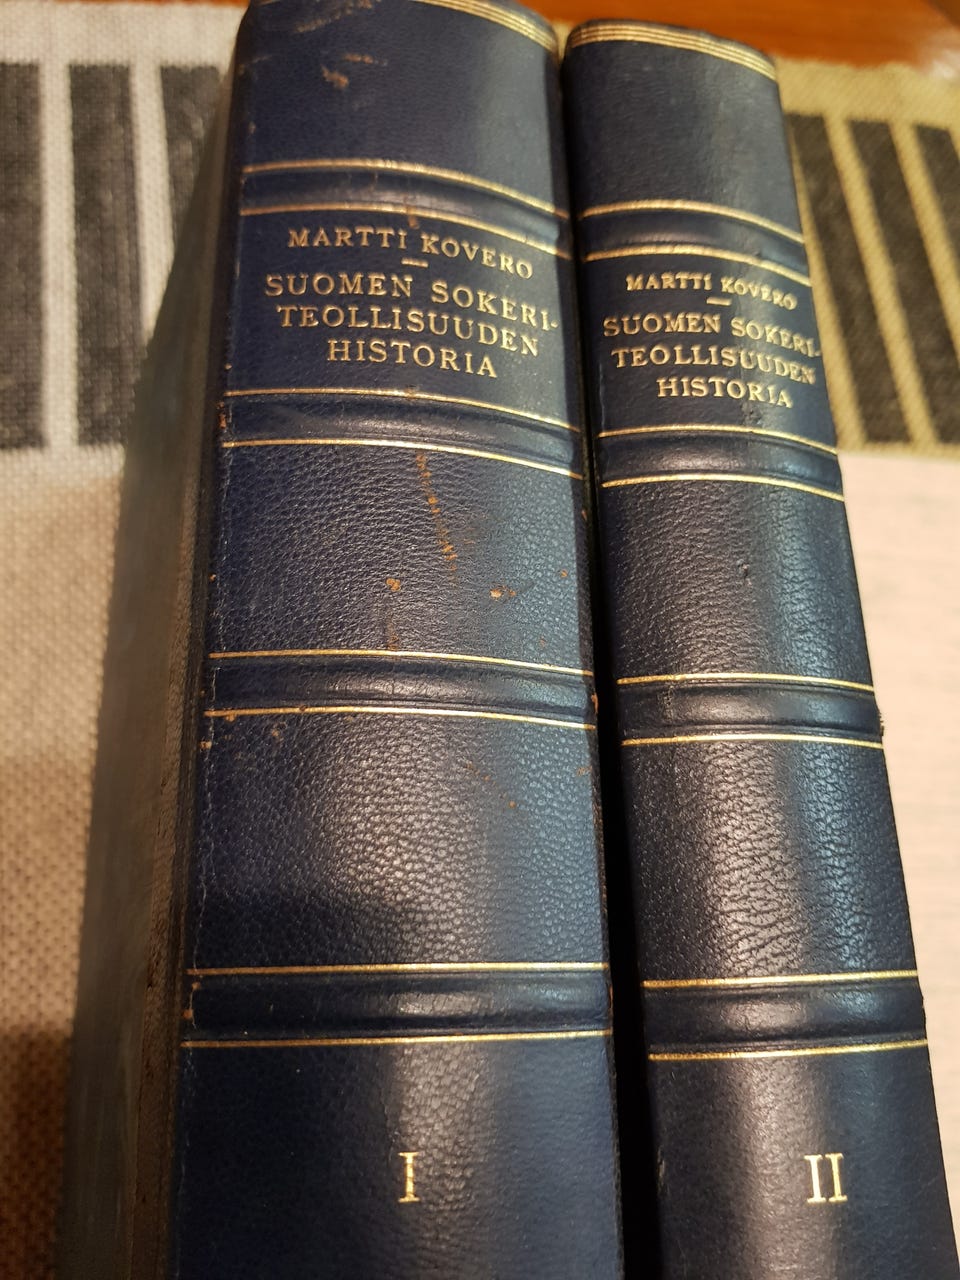 MARTTI KOVERO
SUOMEN SOKERI-
TEOLLISUUDEN
HISTORIA
I
MARTTI KOVERO
SUOMEN SOKERI-
TEOLLISUUDEN
HISTORIA
II